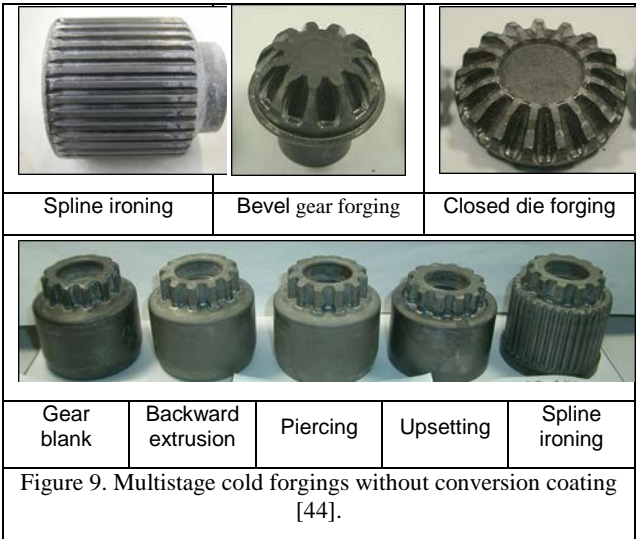 Spline ironing
Bevel gear forging
Closed die forging
Gear
blank
Backward
extrusion
Piercing
Upsetting
Spline
ironing
Figure 9. Multistage cold forgings without conversion coating
[44].